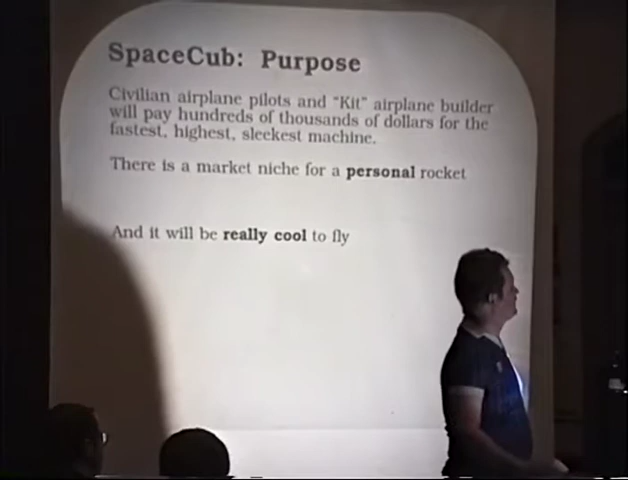 SpaceCub: Purpose
Civilian airplane pilots and "Kit" airplane builder
will pay hundreds of thousands of dollars for the
fastest, highest, sleekest machine.
There is a market niche for a personal rocket
And it will be really cool to fly